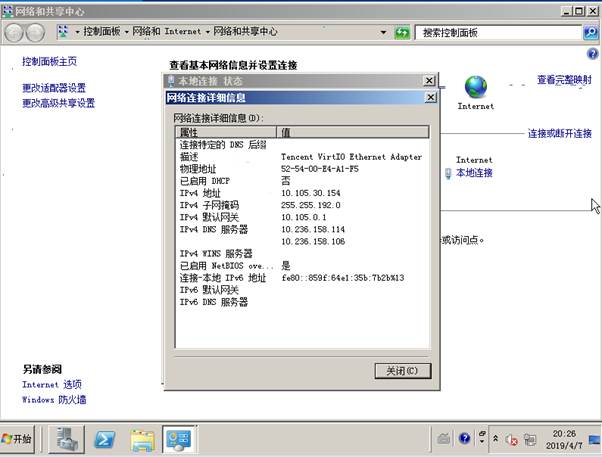 网络和共享中心
控制面板 网络和 Internet 网络和共享中心
搜索控制面板
控制面板主页
更改适配器设置
更改高级共享设置
查看基本网络信息并设置连接
查看完整映射
Internet
连接或断开连接
Internet
本地连接
或访问点。
本地连接 状态
网络连接详细信息
网络连接详细信息(D):
属性 值
连接特定的 DNS 后缀
描述 Tencent VirtIO Ethernet Adapter
物理地址 52-54-00-E4-A1-F5
已启用 DHCP 否
IPv4 地址 10.105.30.154
IPv4 子网掩码 255.255.192.0
IPv4 默认网关 10.105.0.1
IPv4 DNS 服务器 10.236.158.114
10.236.158.106
IPv4 WINS 服务器
已启用 NetBIOS ove... 是
连接-本地 IPv6 地址 fe80::859f:64e1:35b:7b2b%13
IPv6 默认网关
IPv6 DNS 服务器
关闭(C)
另请参阅
Internet 选项
Windows 防火墙
开始
20:26
2019/4/7